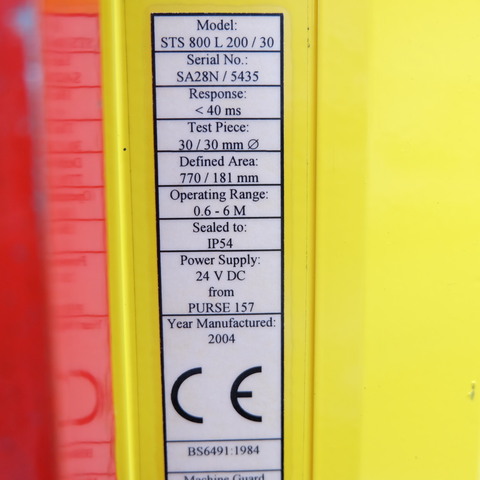 Model:
STS 800 L 200 / 30
Serial No.:
SA28N / 5435
Response:
< 40 ms
Test Piece:
30 / 30 mm ∅
Defined Area:
770 / 181 mm
Operating Range:
0.6 - 6 M
Sealed to:
IP54
Power Supply:
24 V DC
from
PURSE 157
Year Manufactured:
2004
CE
BS6491:1984
Machine Guard